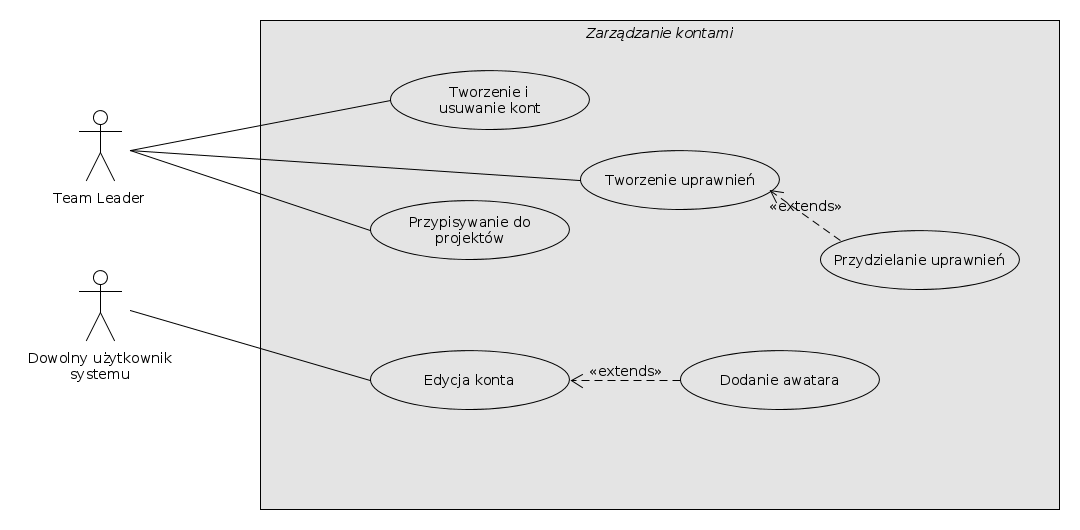 Zarządzanie kontami
Tworzenie i
usuwanie kont
Team Leader
Tworzenie uprawnień
«extends»
Przypisywanie do
projektów
Przydzielanie uprawnień
Dowolny użytkownik
systemu
Edycja konta
«extends»
Dodanie awatara